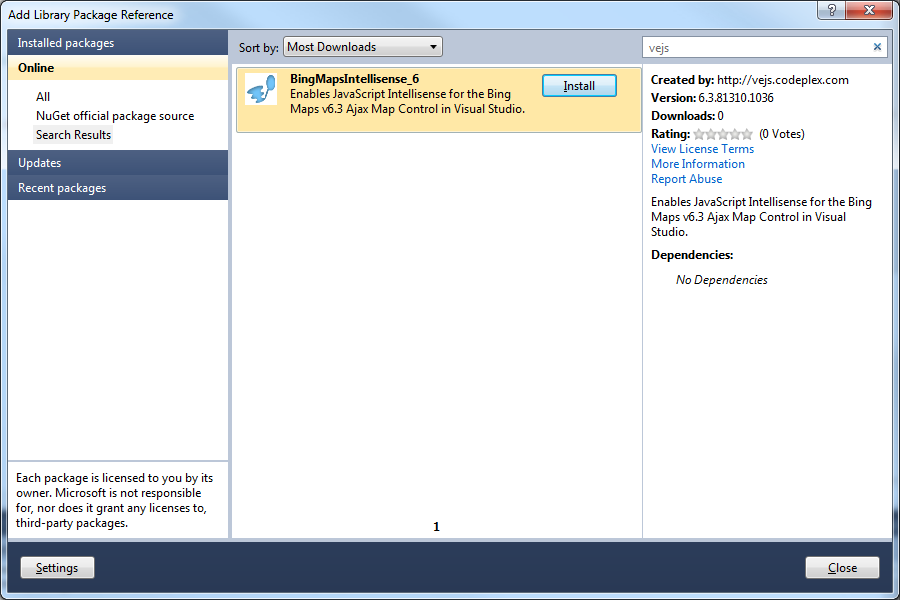 Add Library Package Reference
?
Installed packages
Online
All
NuGet official package source
Search Results
Updates
Recent packages
Each package is licensed to you by its
owner. Microsoft is not responsible
for, nor does it grant any licenses to,
third-party packages.
Sort by: Most Downloads
BingMapsIntellisense_6
Enables JavaScript Intellisense for the Bing
Maps v6.3 Ajax Map Control in Visual Studio.
Install
1
vejs
Created by: http://vejs.codeplex.com
Version: 6.3.81310.1036
Downloads: 0
Rating: (0 Votes)
View License Terms
More Information
Report Abuse
Enables JavaScript Intellisense for the Bing
Maps v6.3 Ajax Map Control in Visual
Studio.
Dependencies:
No Dependencies
Settings
Close